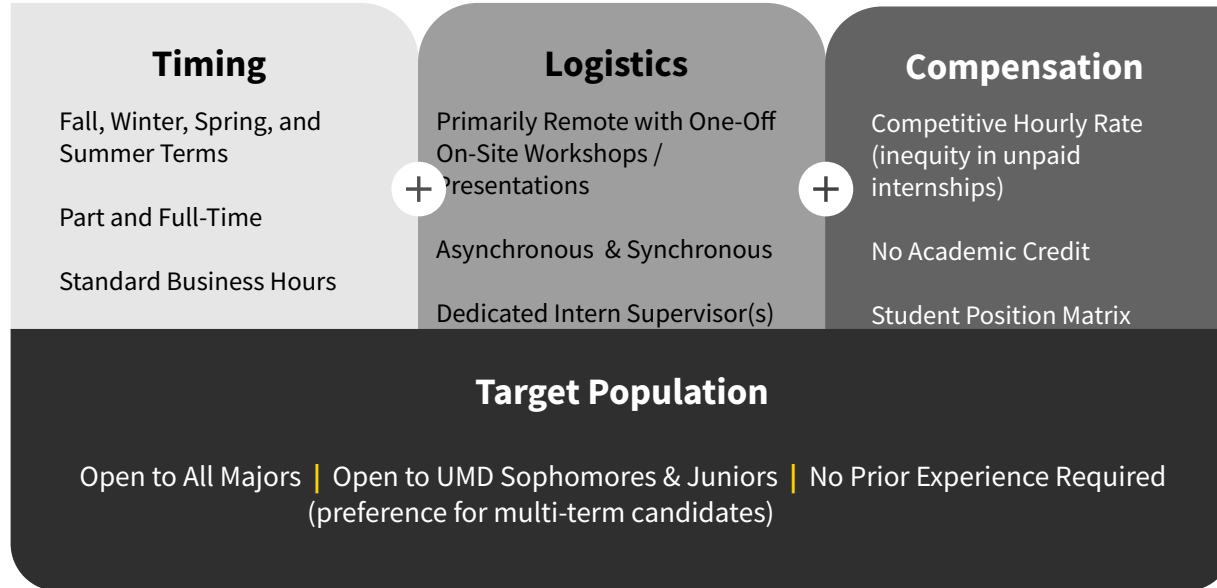 Timing
Fall, Winter, Spring, and
Summer Terms
Part and Full-Time
Standard Business Hours
Logistics
Primarily Remote with One-Off
On-Site Workshops /
Presentations
Asynchronous & Synchronous
Dedicated Intern Supervisor(s)
Compensation
Competitive Hourly Rate
(inequity in unpaid
internships)
No Academic Credit
Student Position Matrix
Target Population
Open to All Majors | Open to UMD Sophomores & Juniors | No Prior Experience Required
(preference for multi-term candidates)